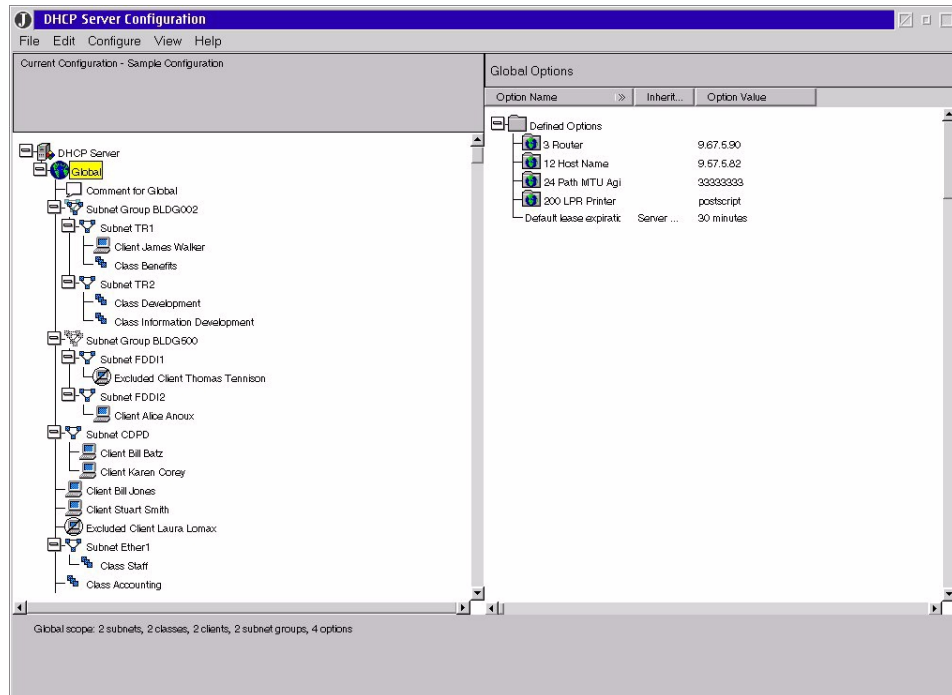 DHCP Server Configuration
File Edit Configure View Help
Current Configuration - Sample Configuration
Global Options
Option Name Inherit... Option Value
DHCP Server
Global
Comment for Global
Subnet Group BLDG002
Subnet TR1
Client James Walker
Class Benefits
Subnet TR2
Class Development
Class Information Development
Subnet Group BLDG500
Subnet FDDI1
Excluded Client Thomas Tennison
Subnet FDDI2
Client Alice Anoux
Subnet CDPD
Client Bill Batz
Client Karen Corey
Client Bill Jones
Client Stuart Smith
Excluded Client Laura Lomax
Subnet Ether1
Class Staff
Class Accounting
Defined Options
3 Router 9.67.5.90
12 Host Name 9.57.5.82
24 Path MTU Agi 33333333
200 LPR Printer postscript
Default lease expiratic Server ... 30 minutes
Global scope: 2 subnets, 2 classes, 2 clients, 2 subnet groups, 4 options